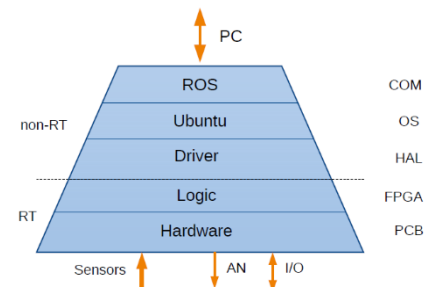 PC
ROS COM
non-RT Ubuntu OS
Driver HAL
Logic FPGA
RT Hardware PCB
Sensors AN I/O